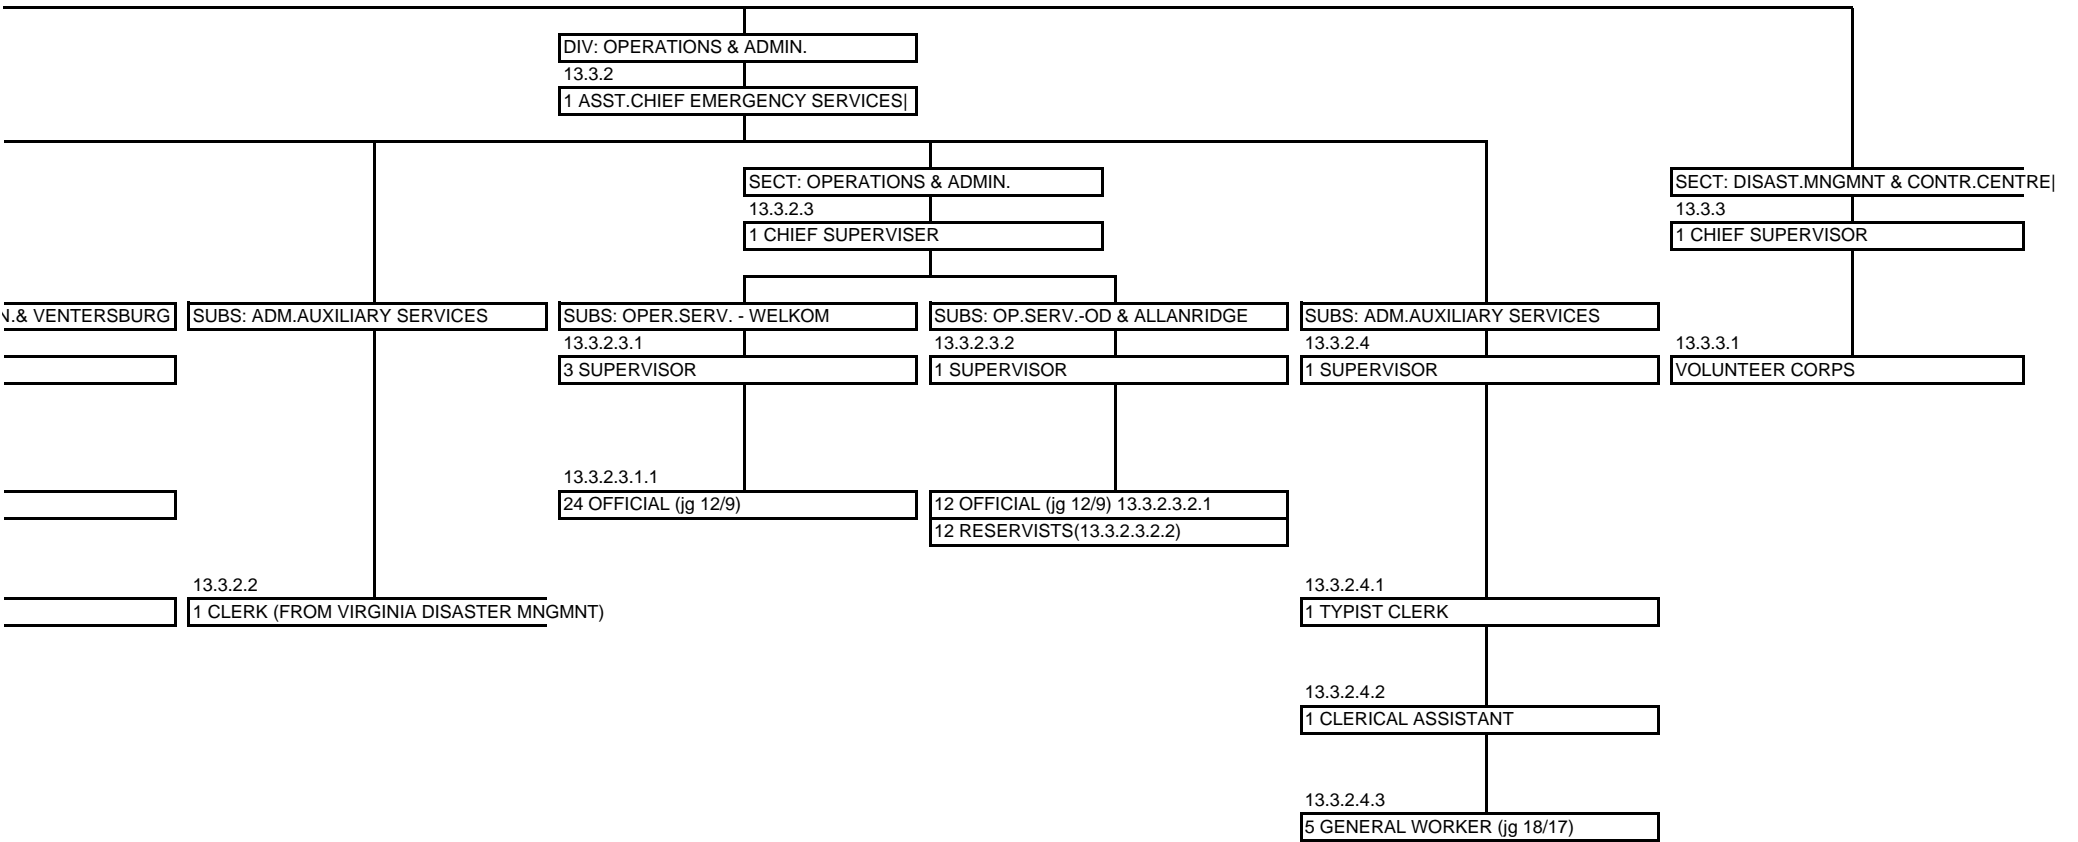 DIV: OPERATIONS & ADMIN.
13.3.2
1 ASST.CHIEF EMERGENCY SERVICES|
SECT: OPERATIONS & ADMIN.
13.3.2.3
1 CHIEF SUPERVISER
SECT: DISAST.MNGMNT & CONTR.CENTRE|
13.3.3
1 CHIEF SUPERVISOR
N.& VENTERSBURG
SUBS: ADM.AUXILIARY SERVICES
SUBS: OPER.SERV. - WELKOM
13.3.2.3.1
3 SUPERVISOR
SUBS: OP.SERV.-OD & ALLANRIDGE
13.3.2.3.2
1 SUPERVISOR
SUBS: ADM.AUXILIARY SERVICES
13.3.2.4
1 SUPERVISOR
13.3.3.1
VOLUNTEER CORPS
13.3.2.3.1.1
24 OFFICIAL (jg 12/9)
12 OFFICIAL (jg 12/9) 13.3.2.3.2.1
12 RESERVISTS(13.3.2.3.2.2)
13.3.2.2
1 CLERK (FROM VIRGINIA DISASTER MNGMNT)
13.3.2.4.1
1 TYPIST CLERK
13.3.2.4.2
1 CLERICAL ASSISTANT
13.3.2.4.3
5 GENERAL WORKER (jg 18/17)